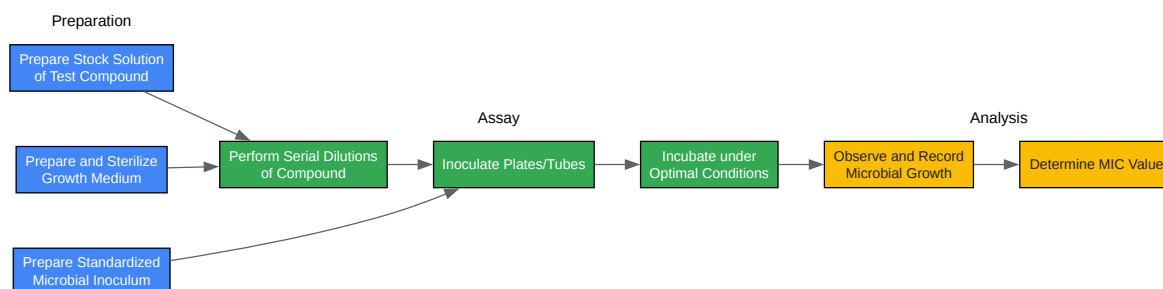 Preparation
Prepare Stock Solution
of Test Compound
Prepare and Sterilize
Growth Medium
Prepare Standardized
Microbial Inoculum
Assay
Perform Serial Dilutions
of Compound
Inoculate Plates/Tubes
Incubate under
Optimal Conditions
Analysis
Observe and Record
Microbial Growth
Determine MIC Value